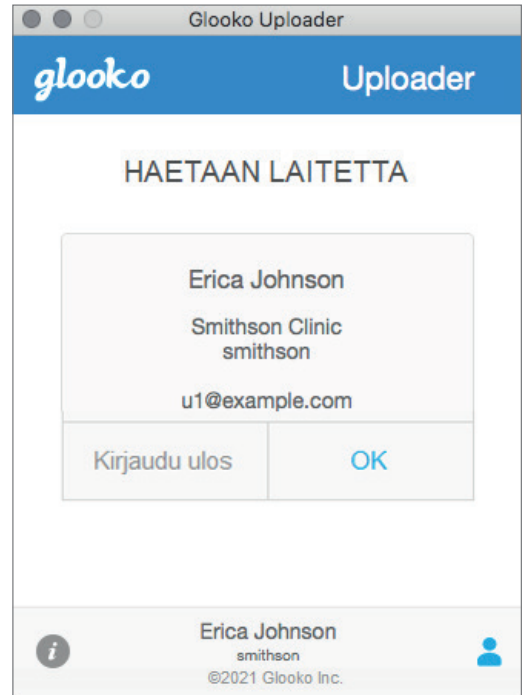 Glooko Uploader
glooko
Uploader
HAETAAN LAITETTA
Erica Johnson
Smithson Clinic
smithson
u1@example.com
Kirjaudu ulos
OK
i
Erica Johnson
smithson
©2021 Glooko Inc.